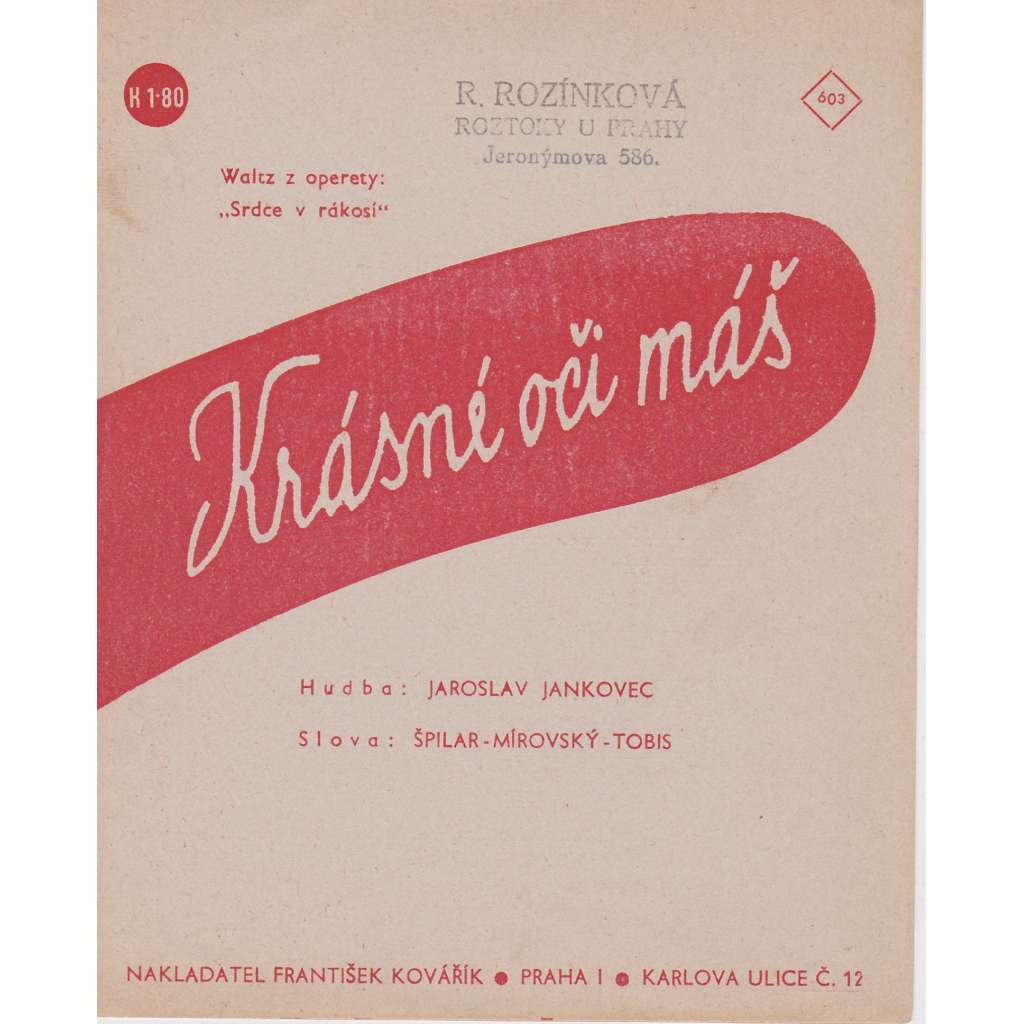 K 1·80
R. ROZÍNKOVÁ
ROZTOKY U PRAHY
Jeronýmova 586.
603
Waltz z operety:
„Srdce v rákosí“
Krásné oči máš
Hudba: JAROSLAV JANKOVEC
Slova: ŠPILAR-MÍROVSKÝ-TOBIS
NAKLADATEL FRANTIŠEK KOVÁŘÍK ● PRAHA I ● KARLOVA ULICE Č. 12